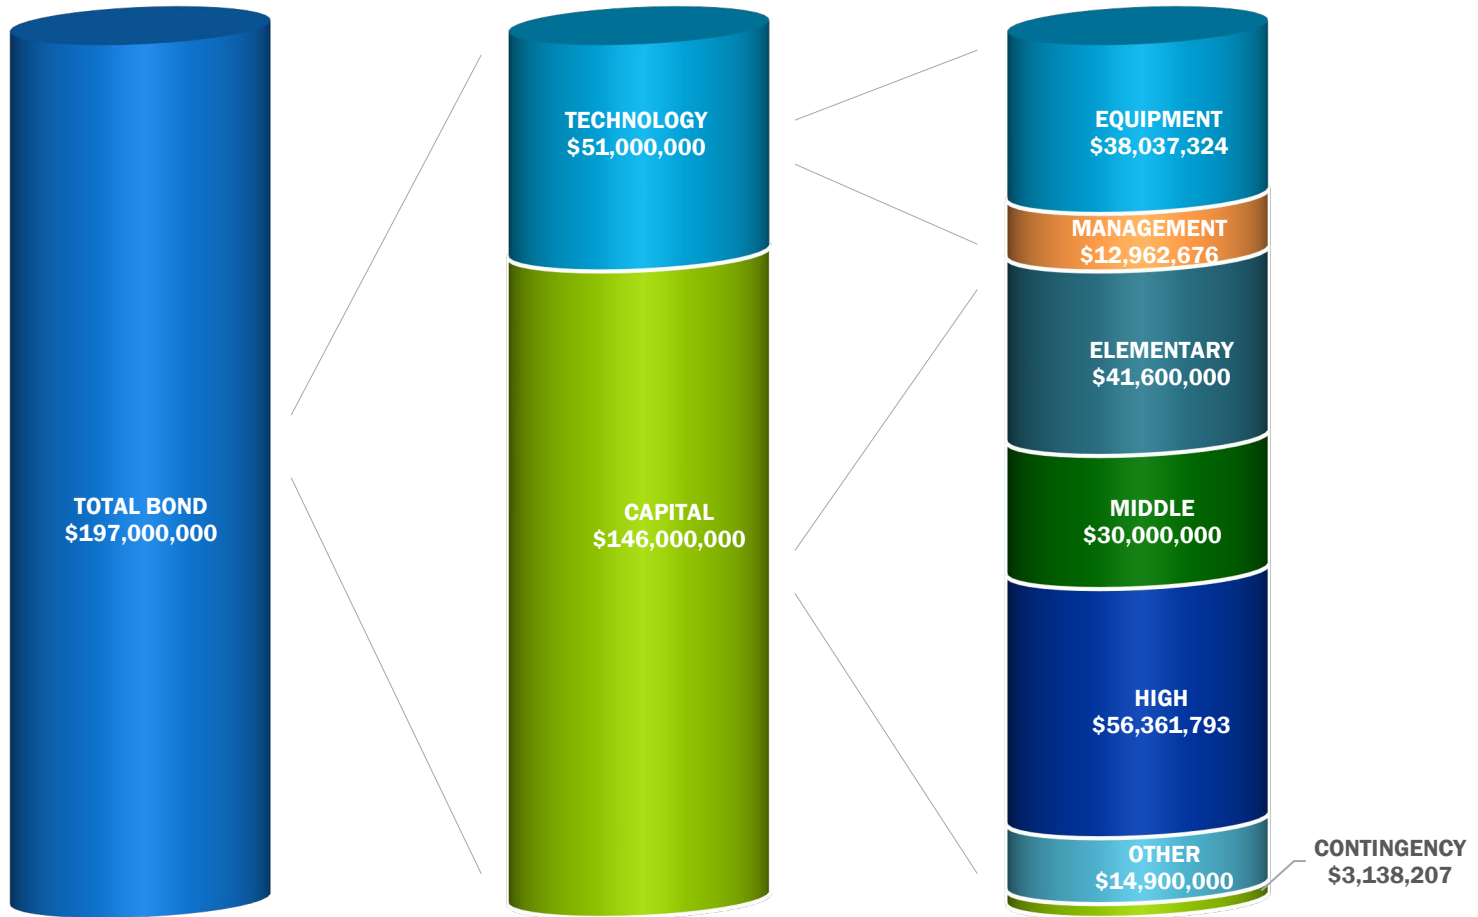 TOTAL BOND
$197,000,000
TECHNOLOGY
$51,000,000
CAPITAL
$146,000,000
EQUIPMENT
$38,037,324
MANAGEMENT
$12,962,676
ELEMENTARY
$41,600,000
MIDDLE
$30,000,000
HIGH
$56,361,793
OTHER
$14,900,000
CONTINGENCY
$3,138,207